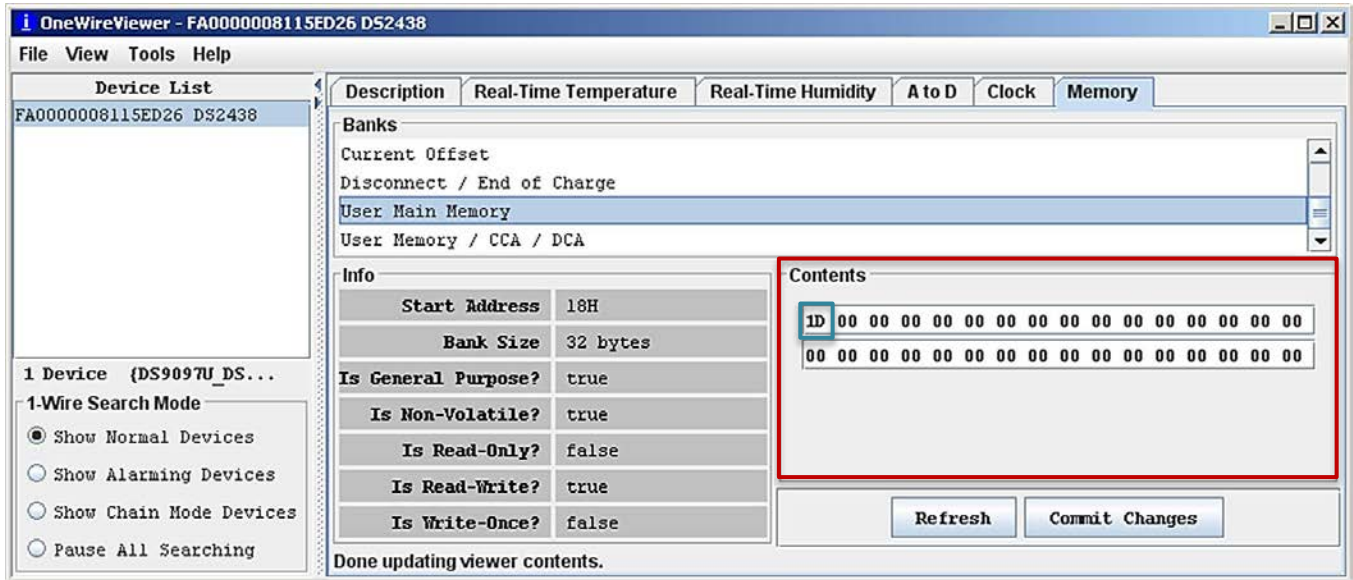 OneWireViewer - FA0000008115ED26 DS2438
File View Tools Help
Device List
FA0000008115ED26 DS2438
1 Device (DS9097U_DS...
1-Wire Search Mode
Show Normal Devices
Show Alarming Devices
Show Chain Mode Devices
Pause All Searching
Description Real-Time Temperature Real-Time Humidity A to D Clock Memory
Banks
Current Offset
Disconnect / End of Charge
User Main Memory
User Memory / CCA / DCA
Info
Start Address 18H
Bank Size 32 bytes
Is General Purpose? true
Is Non-Volatile? true
Is Read-Only? false
Is Read-Write? true
Is Write-Once? false
Contents
1D 00 00 00 00 00 00 00 00 00 00 00 00 00 00 00
00 00 00 00 00 00 00 00 00 00 00 00 00 00 00 00
Refresh Commit Changes
Done updating viewer contents.